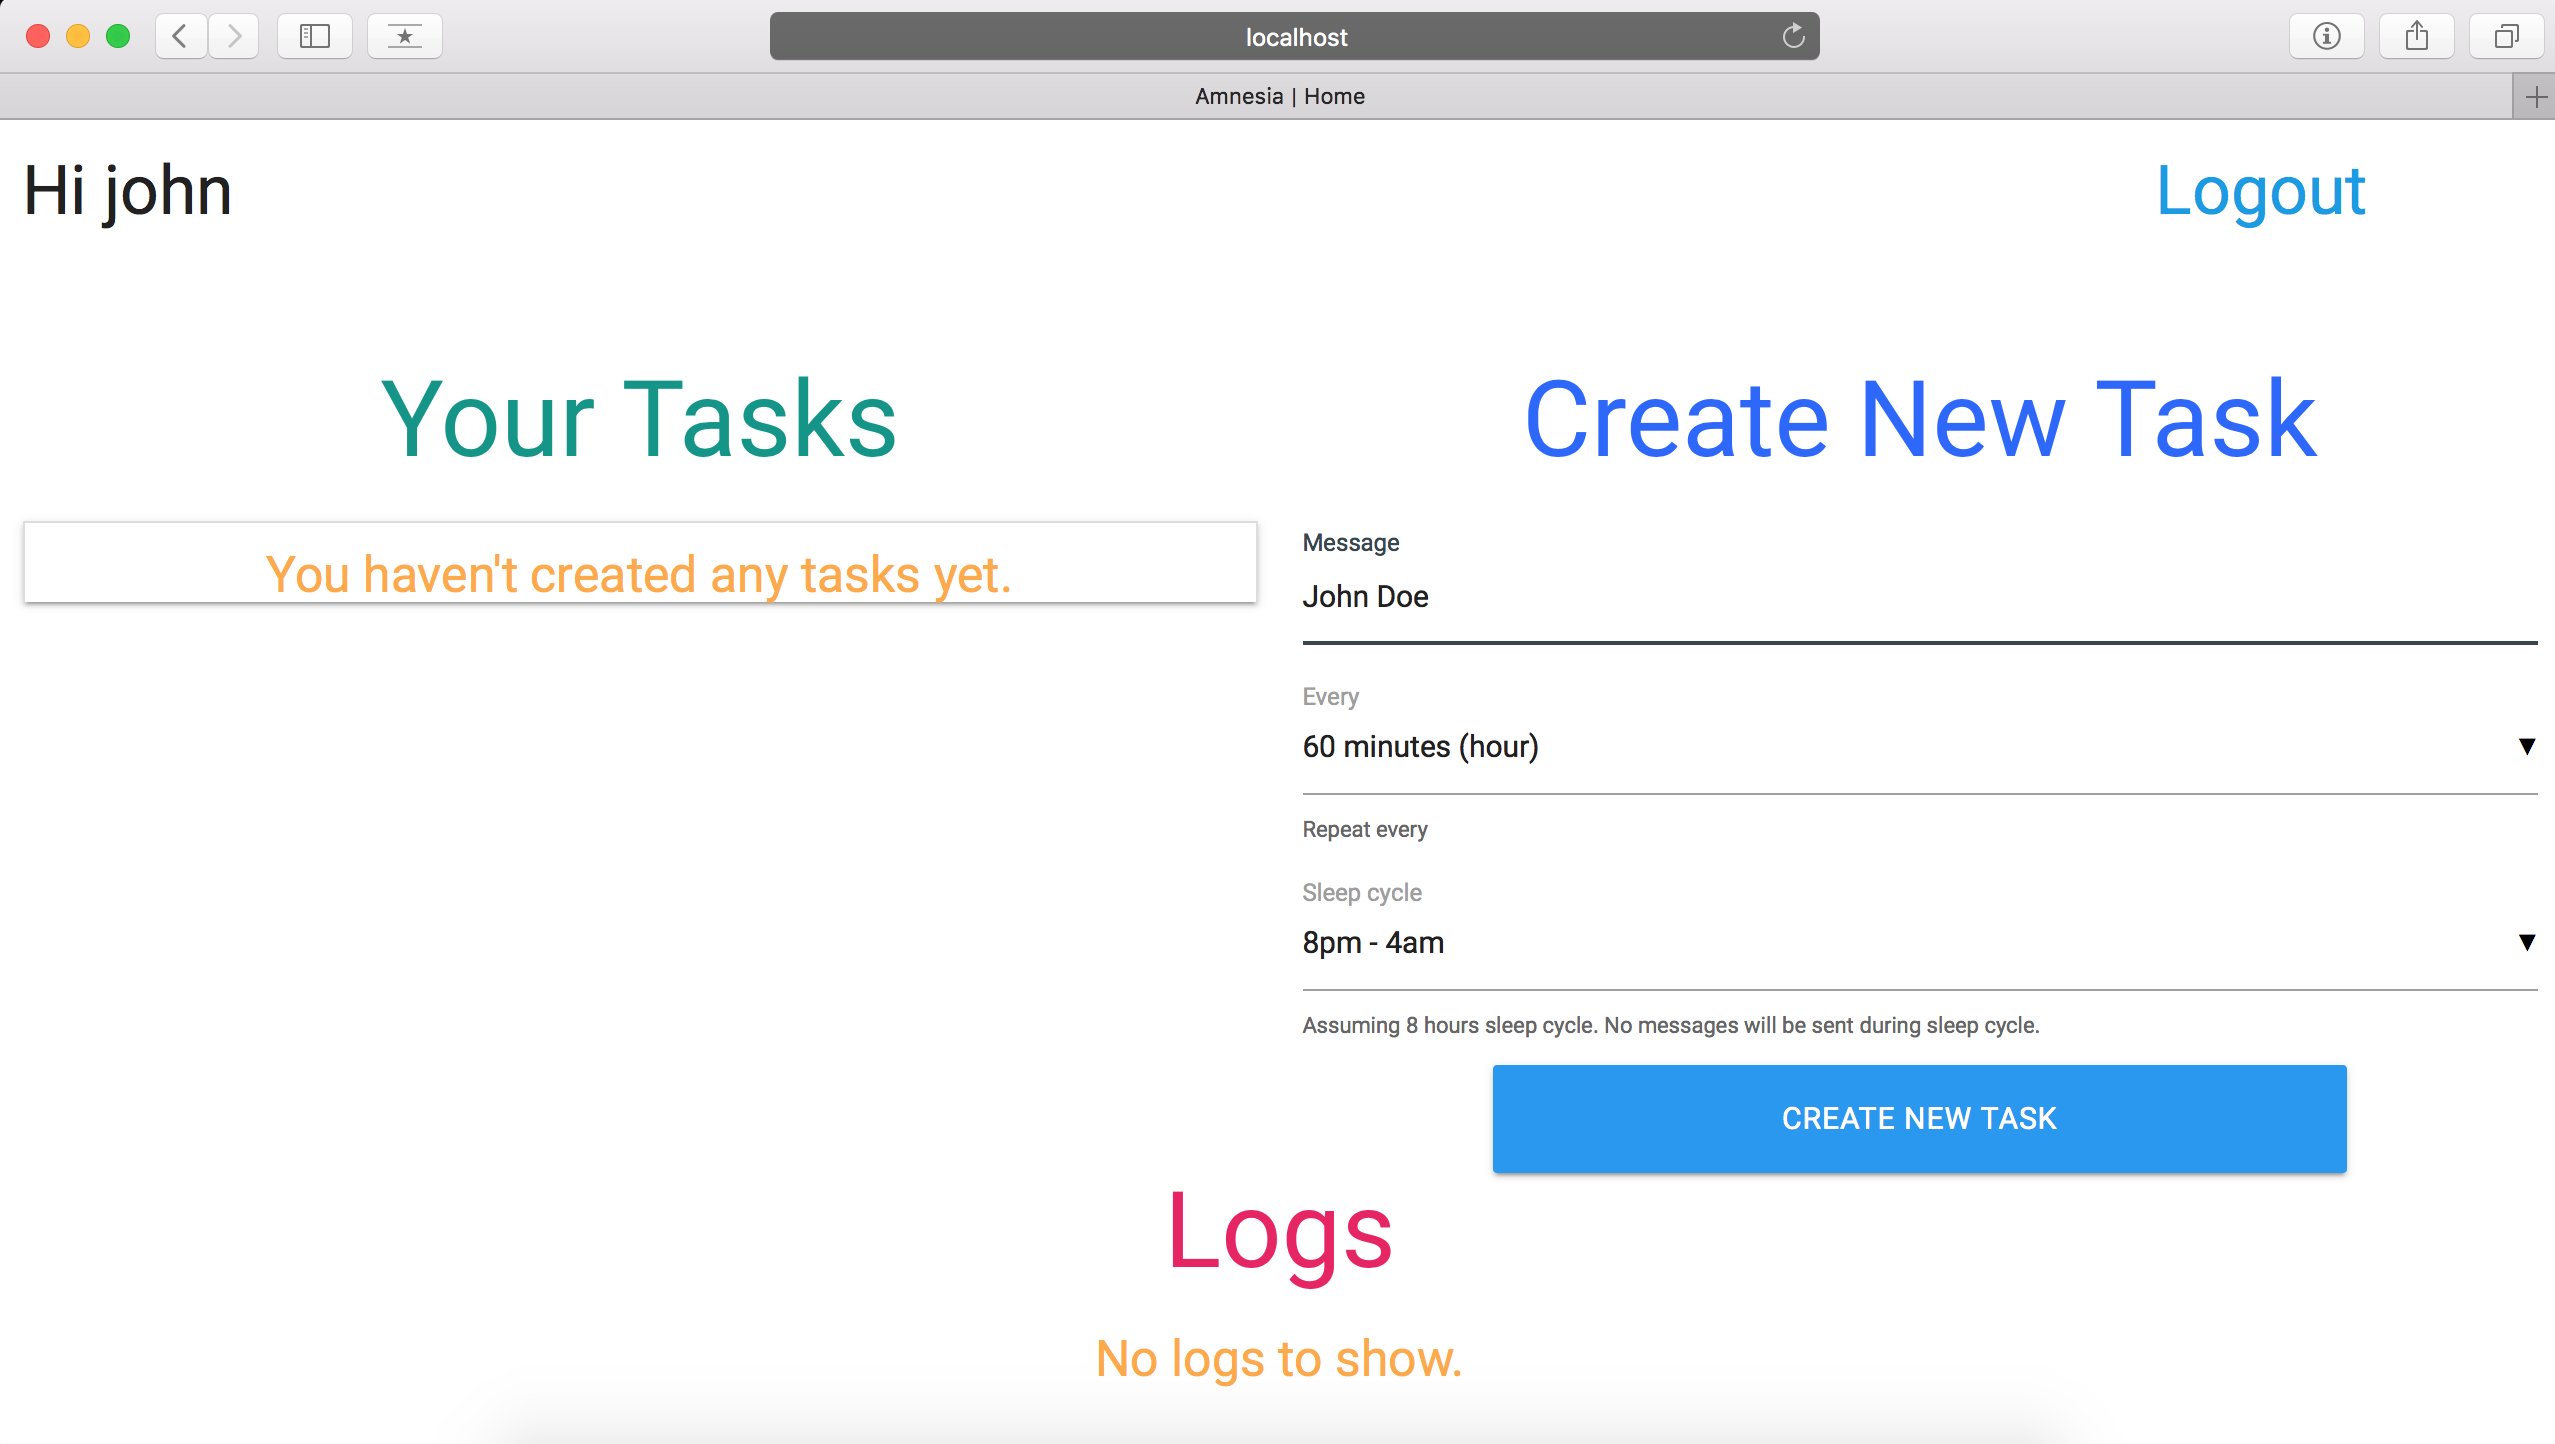 localhost
Amnesia | Home
Hi john
Logout
Your Tasks
You haven't created any tasks yet.
Create New Task
Message
John Doe
Every
60 minutes (hour)
Repeat every
Sleep cycle
8pm - 4am
Assuming 8 hours sleep cycle. No messages will be sent during sleep cycle.
CREATE NEW TASK
Logs
No logs to show.